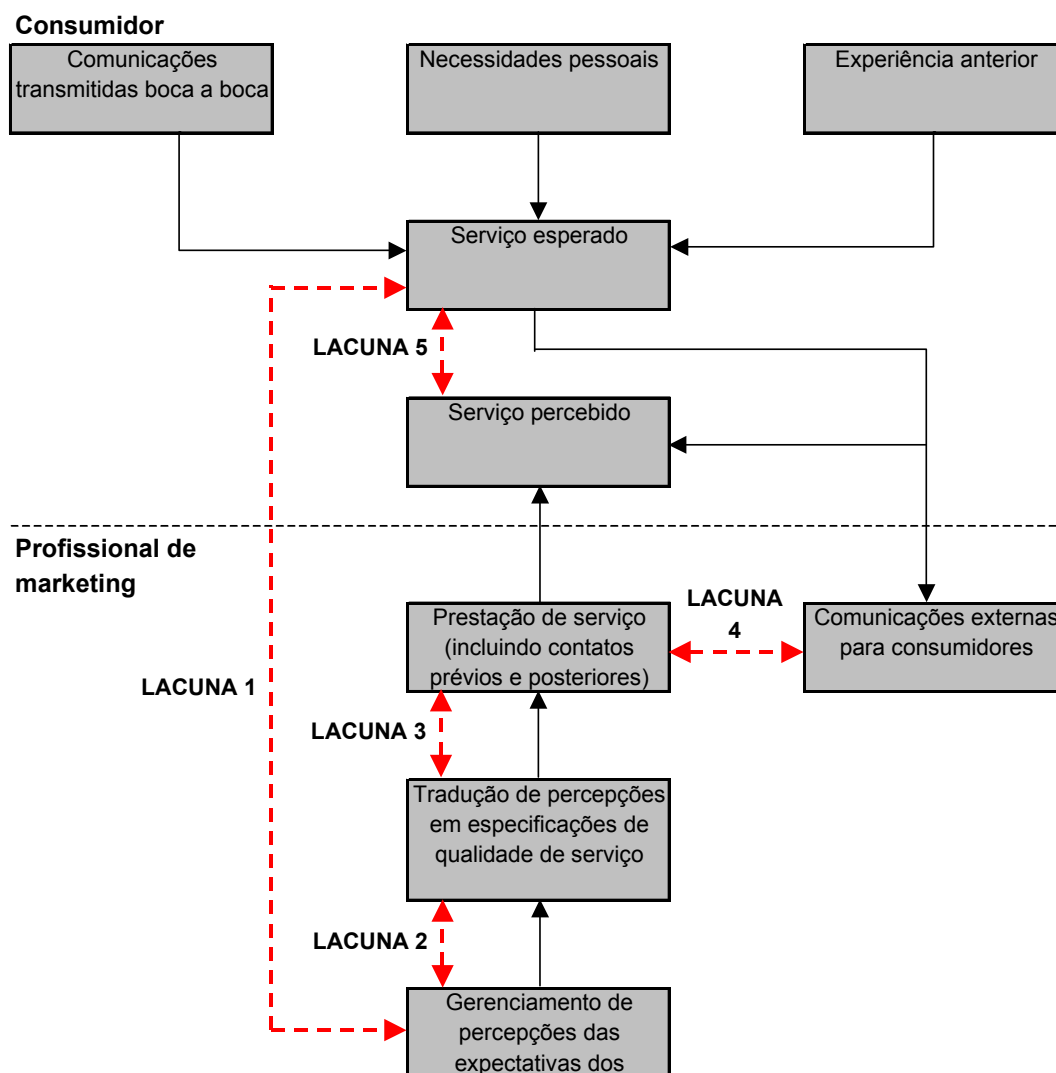 Consumidor
Comunicações
transmitidas boca a boca
Necessidades pessoais
Experiência anterior
Serviço esperado
LACUNA 5
Serviço percebido
Profissional de
marketing
Prestação de serviço
(incluindo contatos
prévios e posteriores)
LACUNA
4
Comunicações externas
para consumidores
LACUNA 1
LACUNA 3
Tradução de percepções
em especificações de
qualidade de serviço
LACUNA 2
Gerenciamento de
percepções das
expectativas dos